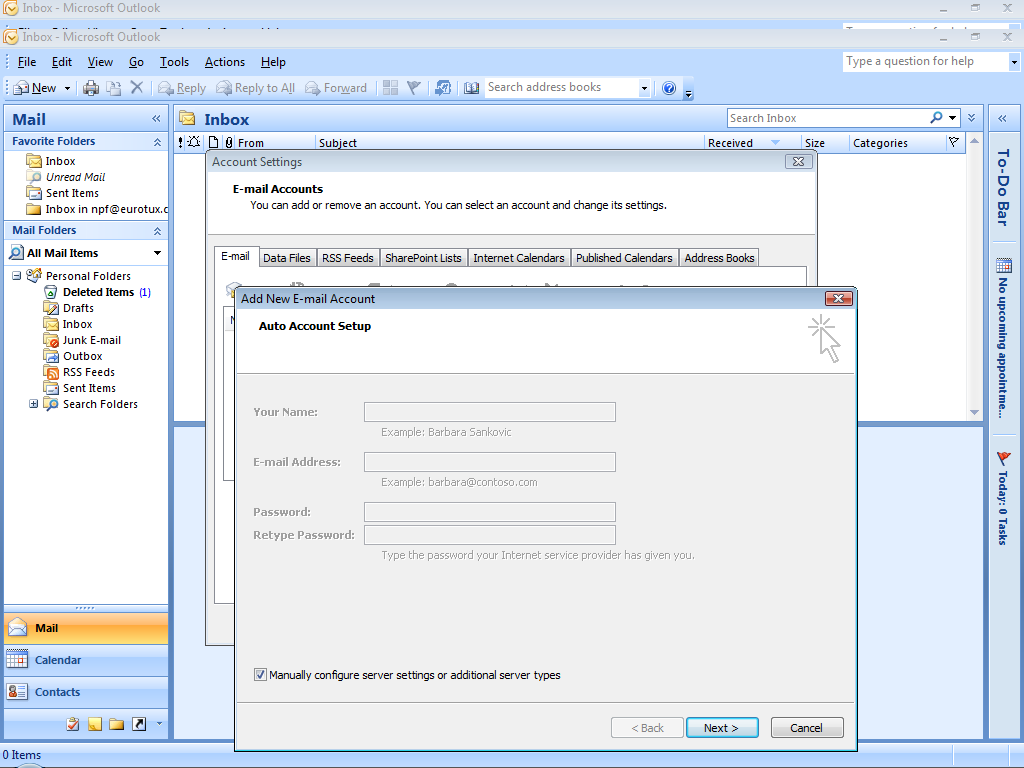 Inbox - Microsoft Outlook
Inbox - Microsoft Outlook
File Edit View Go Tools Actions Help
Type a question for help
New Reply Reply to All Forward Search address books
Mail
Inbox
Search Inbox
Favorite Folders
! From Subject Received Size Categories
Inbox
Unread Mail
Sent Items
Inbox in npf@eurotux.c
Mail Folders
All Mail Items
Personal Folders
Deleted Items (1)
Drafts
Inbox
Junk E-mail
Outbox
RSS Feeds
Sent Items
Search Folders
Mail
Calendar
Contacts
0 Items
Account Settings
E-mail Accounts
You can add or remove an account. You can select an account and change its settings.
E-mail Data Files RSS Feeds SharePoint Lists Internet Calendars Published Calendars Address Books
Add New E-mail Account
Auto Account Setup
Your Name:
Example: Barbara Sankovic
E-mail Address:
Example: barbara@contoso.com
Password:
Retype Password:
Type the password your Internet service provider has given you.
Manually configure server settings or additional server types
< Back Next > Cancel
To-Do Bar
No upcoming appointme...
Today: 0 Tasks